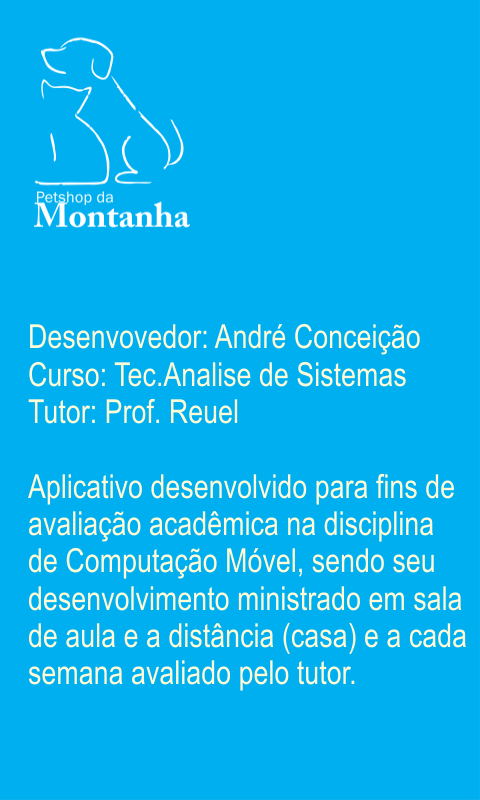 Petshop da
Montanha
Desenvovedor: André Conceição
Curso: Tec.Analise de Sistemas
Tutor: Prof. Reuel
Aplicativo desenvolvido para fins de
avaliação acadêmica na disciplina
de Computação Móvel, sendo seu
desenvolvimento ministrado em sala
de aula e a distância (casa) e a cada
semana avaliado pelo tutor.